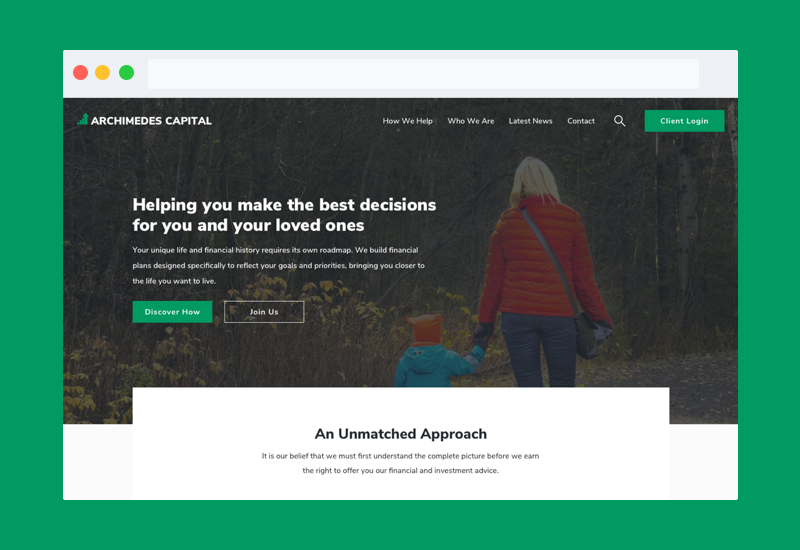 ARCHIMEDES CAPITAL
How We Help Who We Are Latest News Contact
Client Login
Helping you make the best decisions
for you and your loved ones
Your unique life and financial history requires its own roadmap. We build financial
plans designed specifically to reflect your goals and priorities, bringing you closer to
the life you want to live.
Discover How Join Us
An Unmatched Approach
It is our belief that we must first understand the complete picture before we earn
the right to offer you our financial and investment advice.